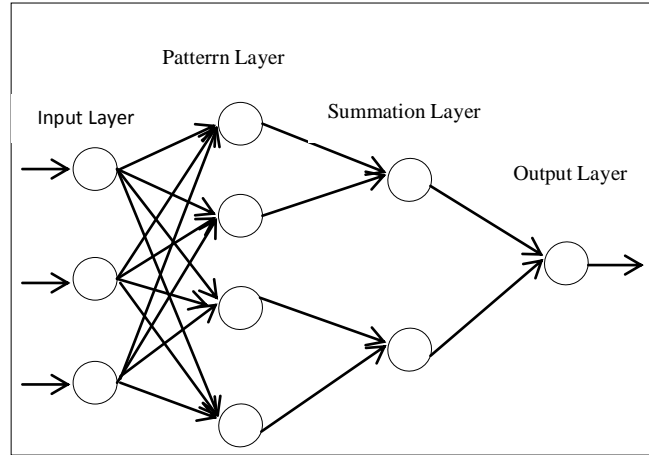 Patterrn Layer
Input Layer
Summation Layer
Output Layer